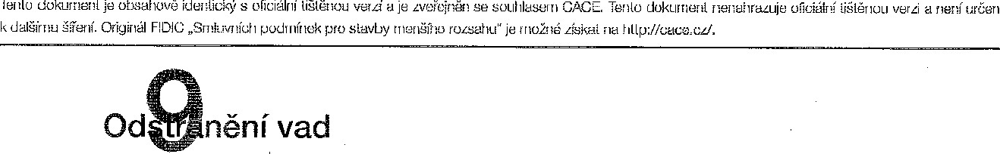 Tento dokument je obsahově identický s oficiální tištěnou verzí a je zveřejněn se souhlasem CACE. Tento dokument nenahrazuje oficiální tištěnou verzi a není určen
k dalšímu šíření. Originál FIDIC „Smluvních podmínek pro stavby menšího rozsahu“ je možné získat na http://cace.cz/.
9
Odstranění vad